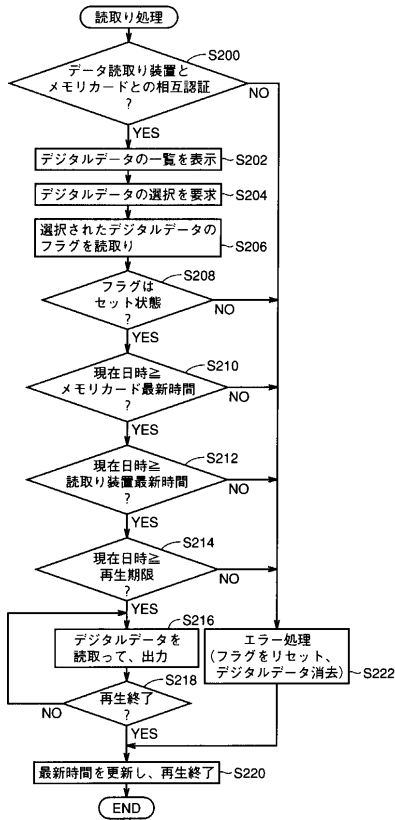 読取り処理
S200
データ読取り装置と
メモリカードとの相互認証
?
NO
YES
デジタルデータの一覧を表示
S202
デジタルデータの選択を要求
S204
選択されたデジタルデータの
フラグを読取り
S206
S208
フラグは
セット状態
?
NO
YES
S210
現在日時≧
メモリカード最新時間
?
NO
YES
S212
現在日時≧
読取り装置最新時間
?
NO
YES
S214
現在日時≧
再生期限
?
NO
YES
S216
デジタルデータを
読取って、出力
エラー処理
(フラグをリセット、
デジタルデータ消去)
S222
S218
再生終了
?
NO
YES
最新時間を更新し、再生終了
S220
END